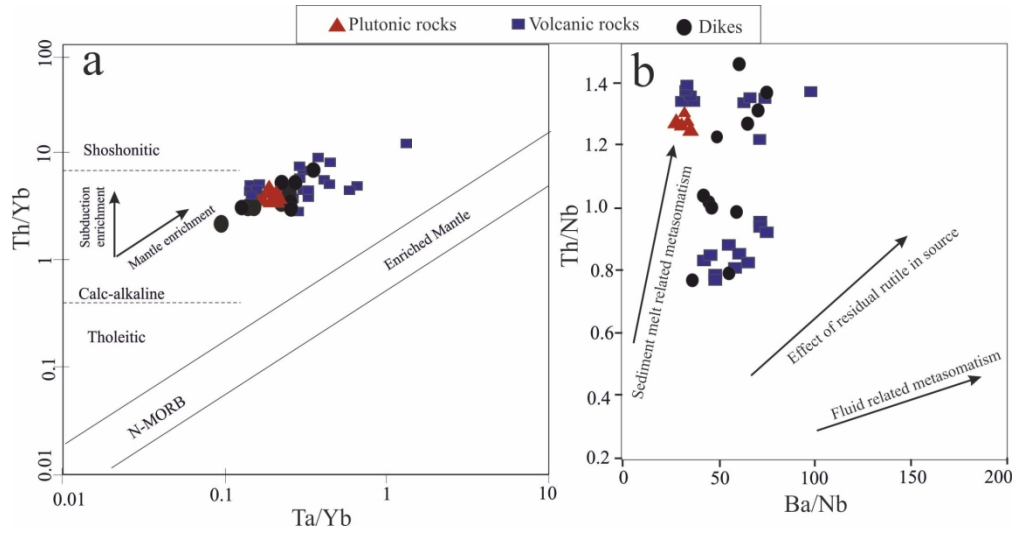 Plutonic rocks Volcanic rocks Dikes
a
100
10
1
0.1
0.01
Th/Yb
Shoshonitic
Subduction
enrichment
Mantle enrichment
Calc-alkaline
Tholeitic
Enriched Mantle
N-MORB
0.01 0.1 1 10
Ta/Yb
b
1.4
1.2
1.0
0.8
0.6
0.4
0.2
Th/Nb
Sediment melt related metasomatism
Effect of residual rutile in source
Fluid related metasomatism
0 50 100 150 200
Ba/Nb